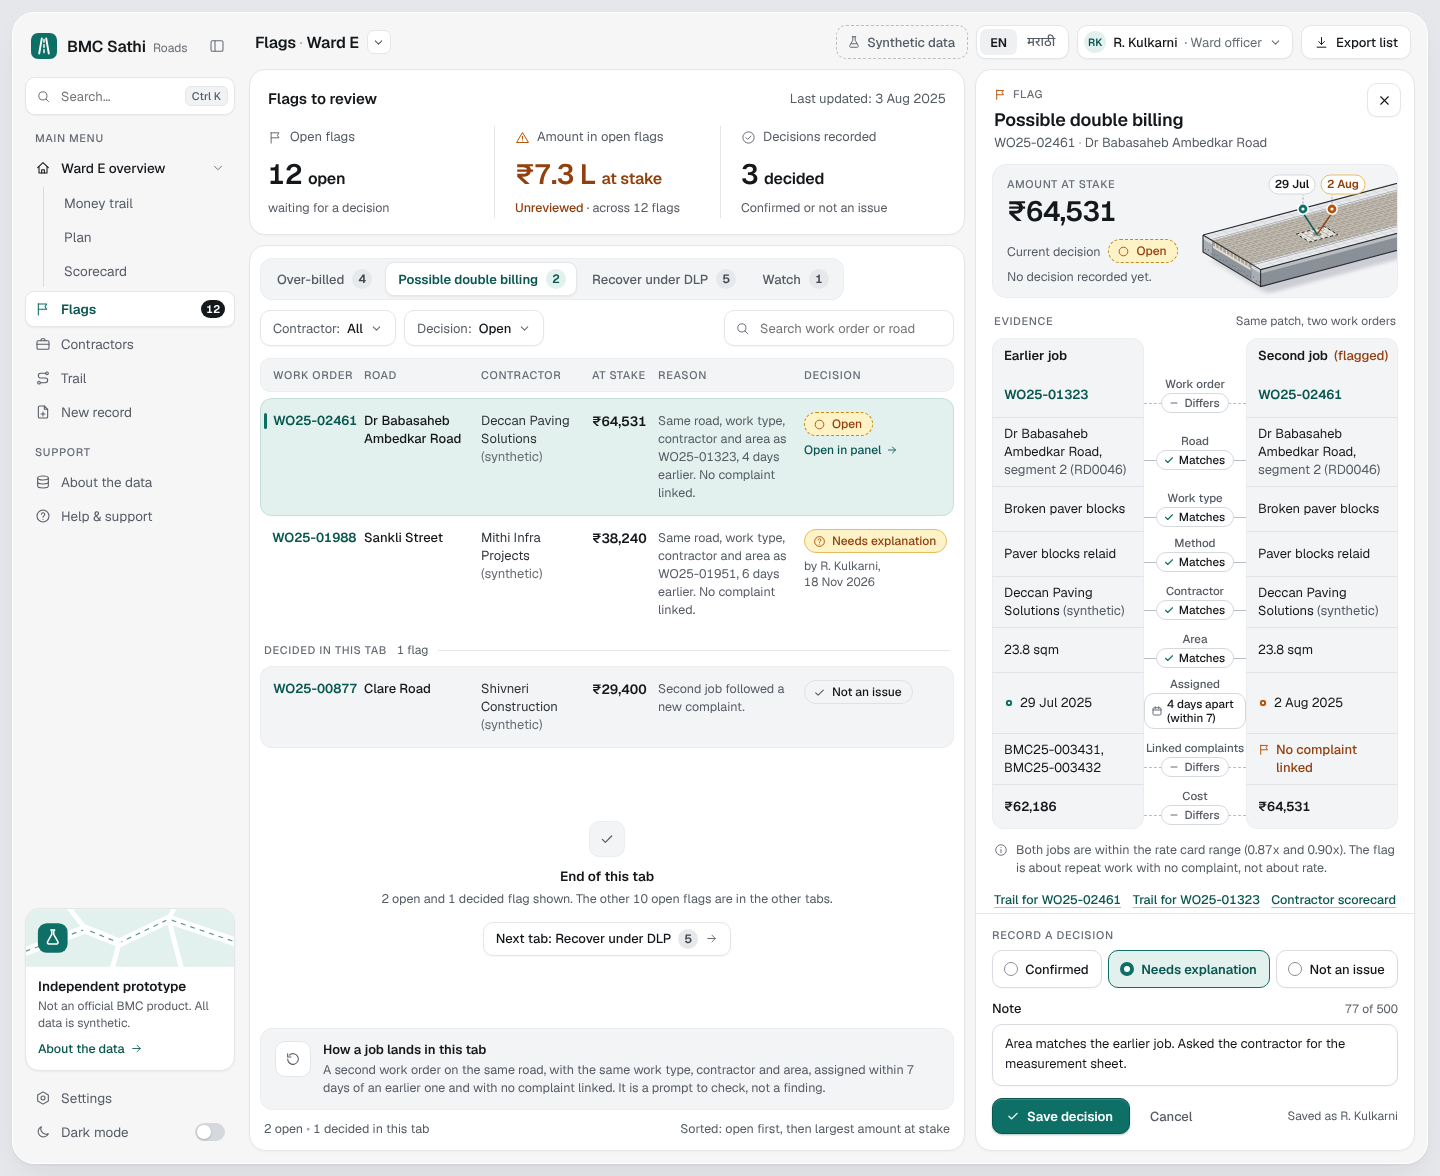 BMC Sathi Roads
Search...
Ctrl K
MAIN MENU
Ward E overview
Money trail
Plan
Scorecard
Flags
12
Contractors
Trail
New record
SUPPORT
About the data
Help & support
Independent prototype
Not an official BMC product. All
data is synthetic.
About the data →
Settings
Dark mode
Flags · Ward E
Synthetic data
EN
मराठी
RK
R. Kulkarni · Ward officer
Export list
Flags to review
Last updated: 3 Aug 2025
Open flags
12 open
waiting for a decision
Amount in open flags
₹7.3 L at stake
Unreviewed · across 12 flags
Decisions recorded
3 decided
Confirmed or not an issue
Over-billed 4
Possible double billing 2
Recover under DLP 5
Watch 1
Contractor: All
Decision: Open
Search work order or road
WORK ORDER ROAD CONTRACTOR AT STAKE REASON DECISION
WO25-02461
Dr Babasaheb
Ambedkar Road
Deccan Paving
Solutions
(synthetic)
₹64,531
Same road, work type,
contractor and area as
WO25-01323, 4 days
earlier. No complaint
linked.
Open
Open in panel →
WO25-01988
Sankli Street
Mithi Infra
Projects
(synthetic)
₹38,240
Same road, work type,
contractor and area as
WO25-01951, 6 days
earlier. No complaint
linked.
Needs explanation
by R. Kulkarni,
18 Nov 2026
DECIDED IN THIS TAB 1 flag
WO25-00877
Clare Road
Shivneri
Construction
(synthetic)
₹29,400
Second job followed a
new complaint.
Not an issue
End of this tab
2 open and 1 decided flag shown. The other 10 open flags are in the other tabs.
Next tab: Recover under DLP 5 →
How a job lands in this tab
A second work order on the same road, with the same work type, contractor and area, assigned within 7
days of an earlier one and with no complaint linked. It is a prompt to check, not a finding.
2 open · 1 decided in this tab
Sorted: open first, then largest amount at stake
FLAG
Possible double billing
WO25-02461 · Dr Babasaheb Ambedkar Road
AMOUNT AT STAKE
₹64,531
Current decision Open
No decision recorded yet.
29 Jul
2 Aug
EVIDENCE
Same patch, two work orders
Earlier job
Second job (flagged)
WO25-01323
Work order
Differs
WO25-02461
Dr Babasaheb
Ambedkar Road,
segment 2 (RD0046)
Road
Matches
Dr Babasaheb
Ambedkar Road,
segment 2 (RD0046)
Broken paver blocks
Work type
Matches
Broken paver blocks
Paver blocks relaid
Method
Matches
Paver blocks relaid
Deccan Paving
Solutions (synthetic)
Contractor
Matches
Deccan Paving
Solutions (synthetic)
23.8 sqm
Area
Matches
23.8 sqm
29 Jul 2025
Assigned
4 days apart
(within 7)
2 Aug 2025
BMC25-003431,
BMC25-003432
Linked complaints
Differs
No complaint
linked
₹62,186
Cost
Differs
₹64,531
Both jobs are within the rate card range (0.87x and 0.90x). The flag
is about repeat work with no complaint, not about rate.
Trail for WO25-02461
Trail for WO25-01323
Contractor scorecard
RECORD A DECISION
Confirmed
Needs explanation
Not an issue
Note
77 of 500
Area matches the earlier job. Asked the contractor for the
measurement sheet.
Save decision
Cancel
Saved as R. Kulkarni